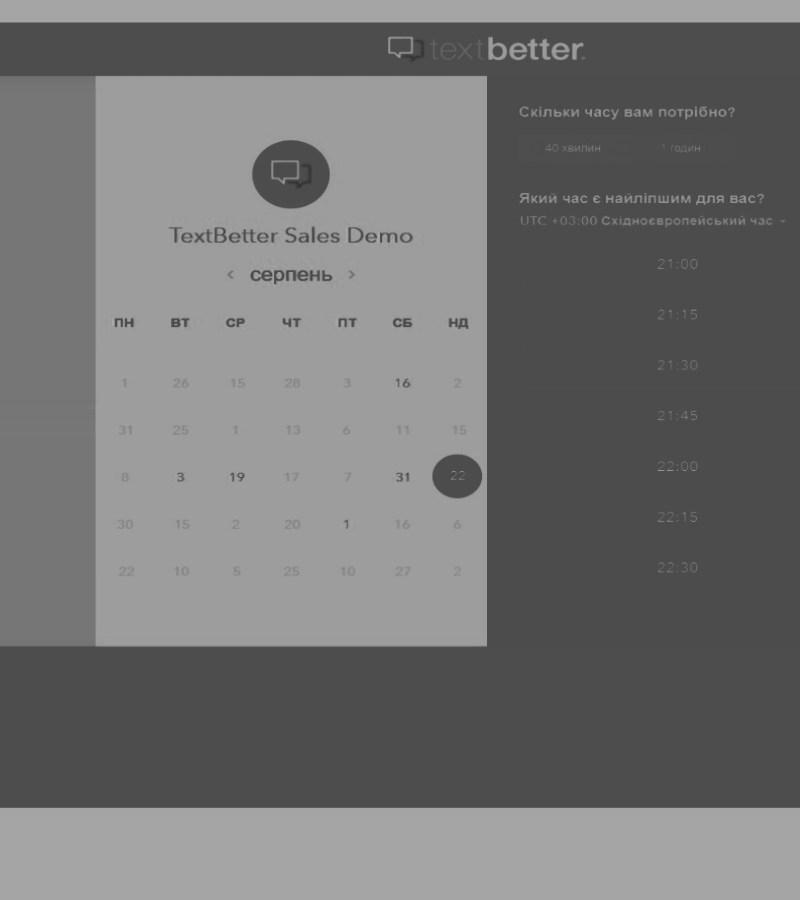 textbetter.
TextBetter Sales Demo
< серпень >
ПН ВТ СР ЧТ ПТ СБ НД
1 26 15 28 3 16 2
31 25 1 13 6 11 15
8 3 19 17 7 31 22
30 15 2 20 1 16 6
22 10 5 25 10 27 2
Скільки часу вам потрібно?
40 хвилин 1 годин
Який час є найліпшим для вас?
UTC +03:00 Східноєвропейський час
21:00
21:15
21:30
21:45
22:00
22:15
22:30